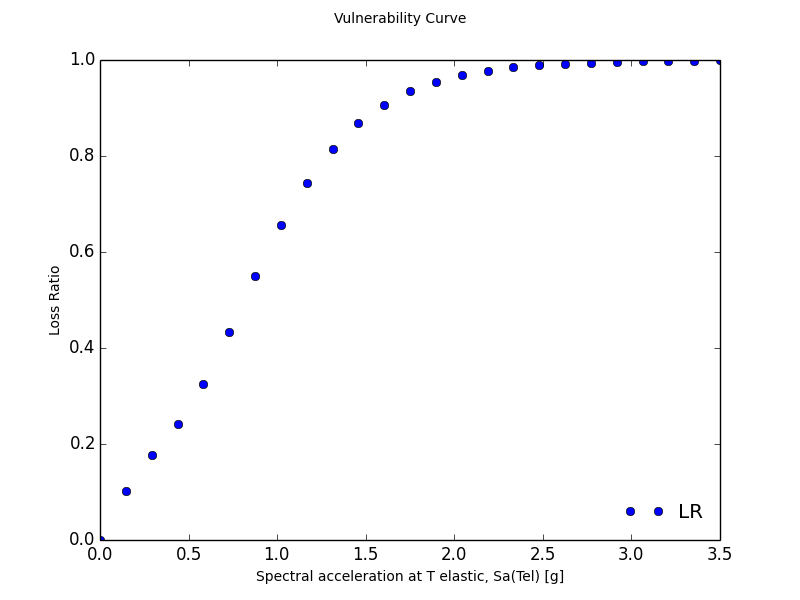 Vulnerability Curve
1.0
0.8
0.6
0.4
0.2
0.0
Loss Ratio
LR
0.0 0.5 1.0 1.5 2.0 2.5 3.0 3.5
Spectral acceleration at T elastic, Sa(Tel) [g]